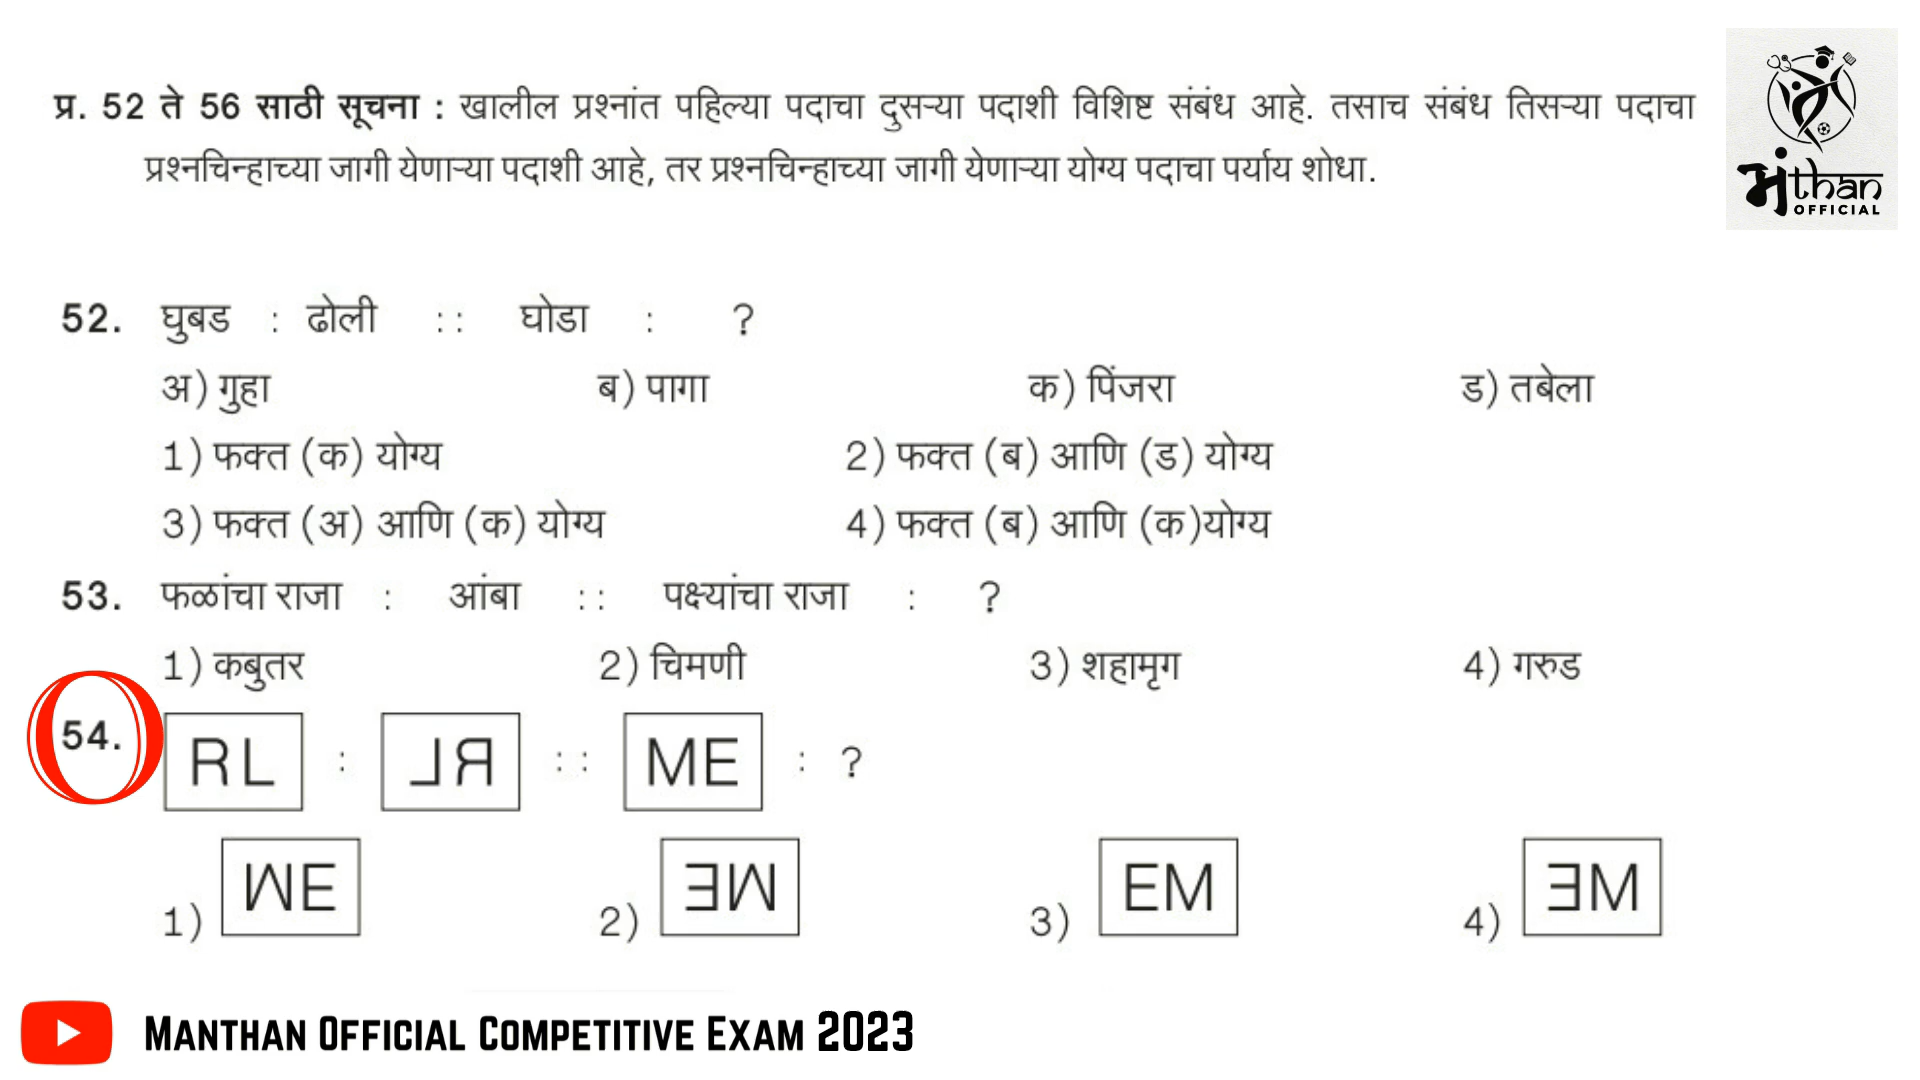 प्र. 52 ते 56 साठी सूचना : खालील प्रश्नांत पहिल्या पदाचा दुसऱ्या पदाशी विशिष्ट संबंध आहे. तसाच संबंध तिसऱ्या पदाचा
प्रश्नचिन्हाच्या जागी येणाऱ्या पदाशी आहे, तर प्रश्नचिन्हाच्या जागी येणाऱ्या योग्य पदाचा पर्याय शोधा.
मंthan
OFFICIAL
52. घुबड : ढोली :: घोडा : ?
अ) गुहा ब) पागा क) पिंजरा ड) तबेला
1) फक्त (क) योग्य 2) फक्त (ब) आणि (ड) योग्य
3) फक्त (अ) आणि (क) योग्य 4) फक्त (ब) आणि (क)योग्य
53. फळांचा राजा : आंबा :: पक्ष्यांचा राजा : ?
1) कबुतर 2) चिमणी 3) शहामृग 4) गरुड
54. RL : ⅃Я :: ME : ?
1) ꟽE 2) Ǝꟽ 3) EM 4) ƎM
MANTHAN OFFICIAL COMPETITIVE EXAM 2023